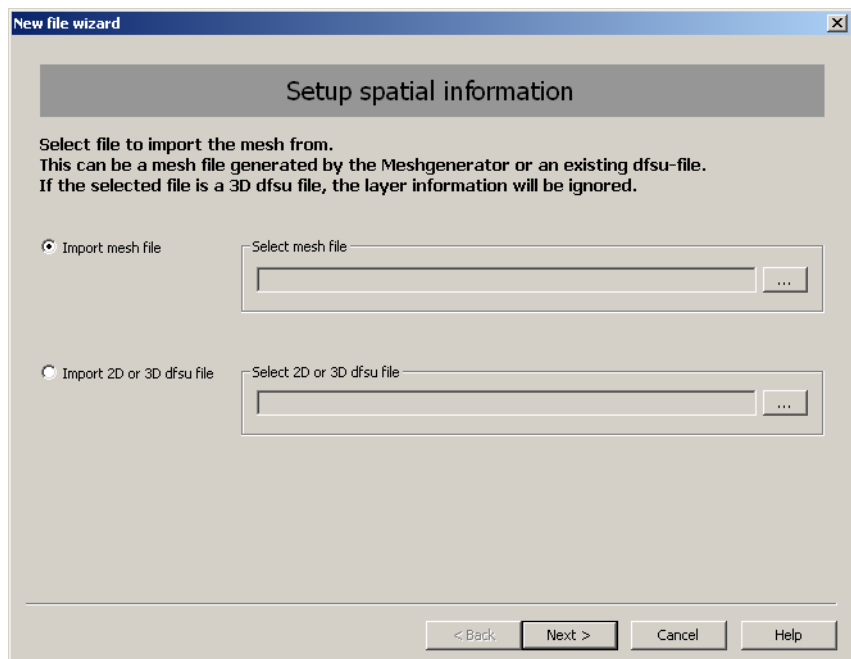 New file wizard
Setup spatial information
Select file to import the mesh from.
This can be a mesh file generated by the Meshgenerator or an existing dfsu-file.
If the selected file is a 3D dfsu file, the layer information will be ignored.
Import mesh file
Select mesh file
...
Import 2D or 3D dfsu file
Select 2D or 3D dfsu file
...
< Back
Next >
Cancel
Help